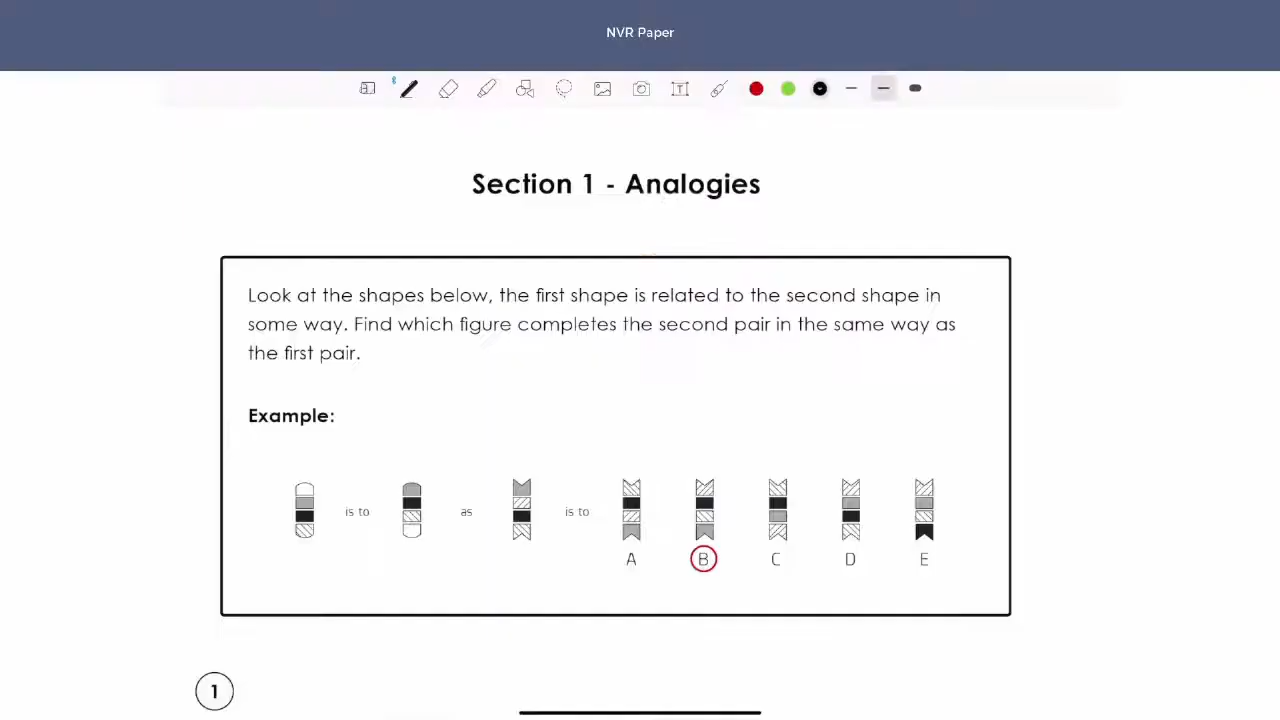 NVR Paper
T
Section 1 - Analogies
Look at the shapes below, the first shape is related to the second shape in
some way. Find which figure completes the second pair in the same way as
the first pair.
Example:
is to as is to
A B C D E
1